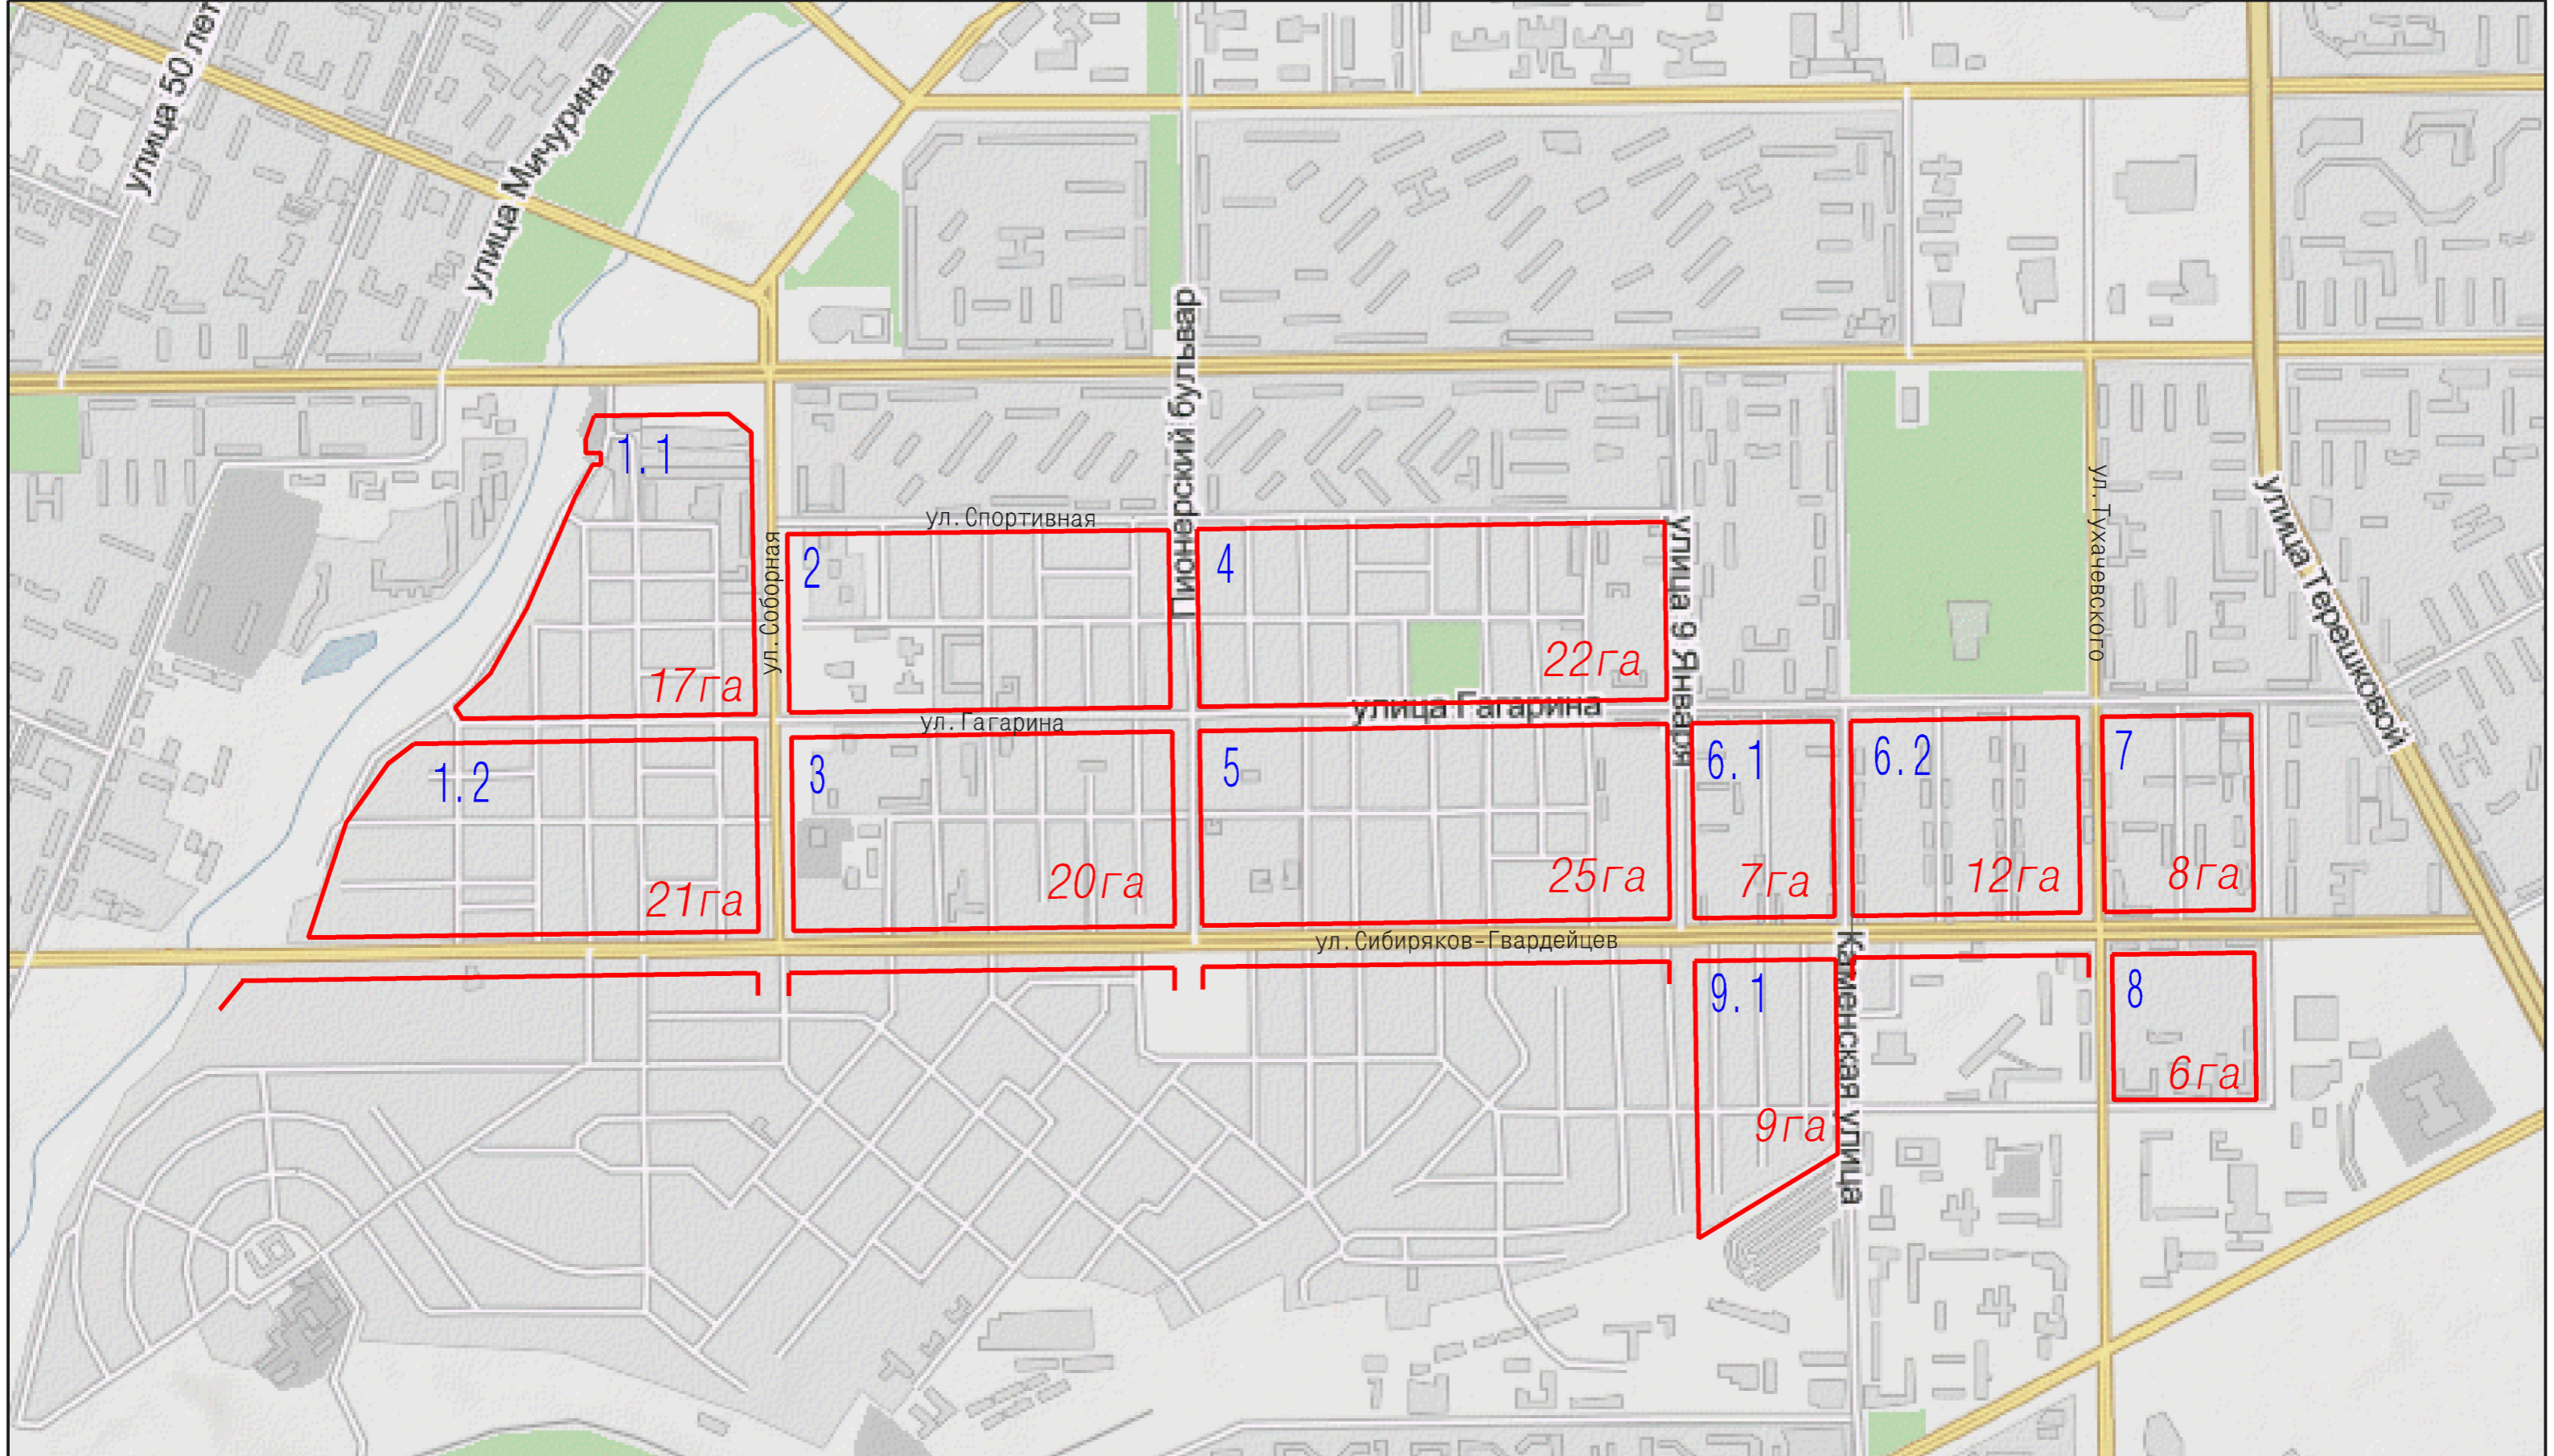 улица 50 лет
улица Мичурина
Пионерский бульвар
1.1
17га
ул.Соборная
ул.Спортивная
2
4
22га
улица 9 Января
улица Гагарина
ул.Гагарина
ул.Тухачевского
улица Терешковой
1.2
21га
3
20га
5
25га
6.1
7га
6.2
12га
7
8га
ул.Сибиряков-Гвардейцев
9.1
9га
Каменская улица
8
6га